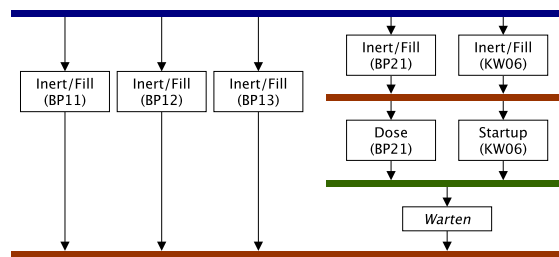 Inert/Fill
(BP21)
Inert/Fill
(KW06)
Inert/Fill
(BP11)
Inert/Fill
(BP12)
Inert/Fill
(BP13)
Dose
(BP21)
Startup
(KW06)
Warten